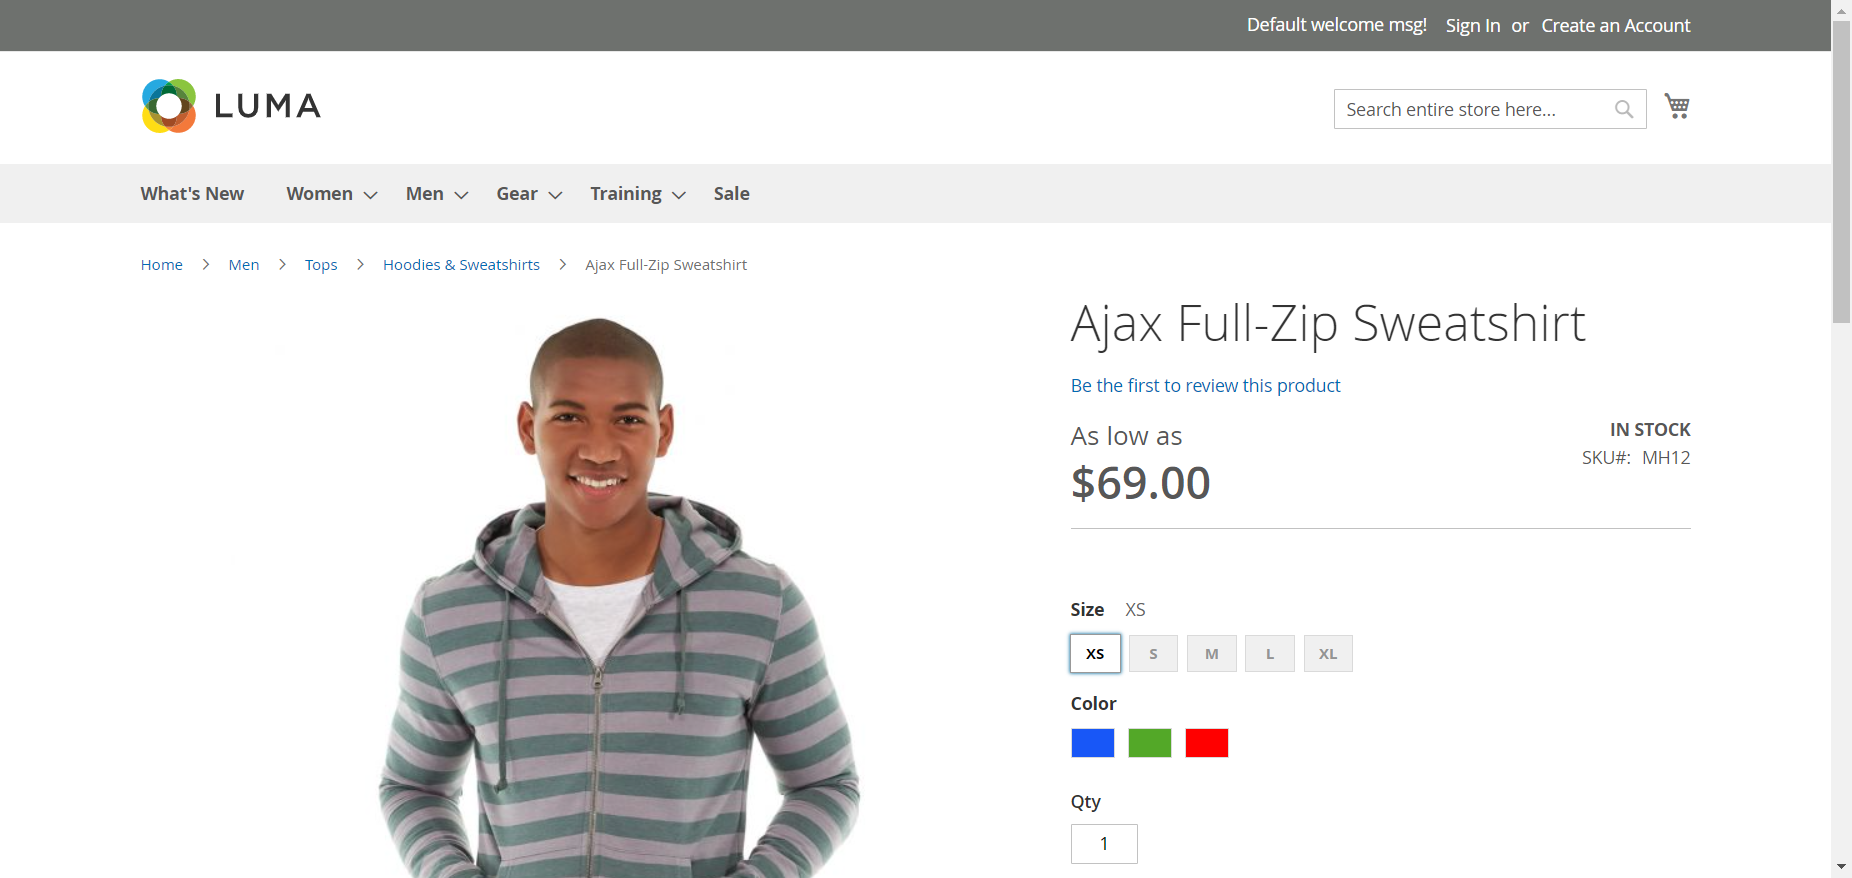 Default welcome msg! Sign In or Create an Account
LUMA
Search entire store here...
What's New Women Men Gear Training Sale
Home > Men > Tops > Hoodies & Sweatshirts > Ajax Full-Zip Sweatshirt
Ajax Full-Zip Sweatshirt
Be the first to review this product
As low as
$69.00
IN STOCK
SKU#: MH12
Size XS
XS S M L XL
Color
Qty
1